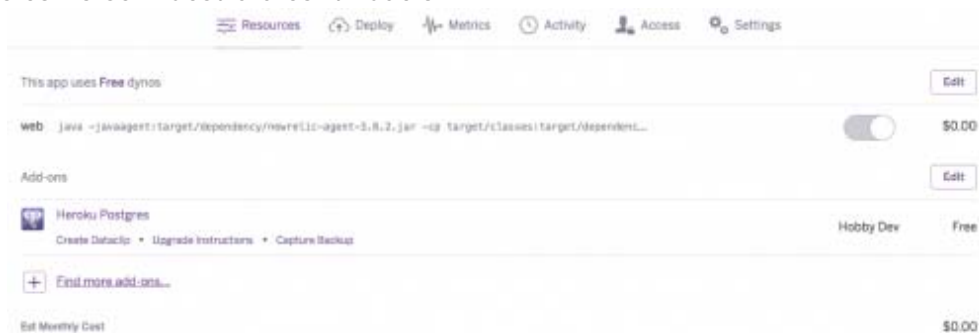 Resources Deploy Metrics Activity Access Settings
This app uses Free dynos Edit
web java -javaagent:target/dependency/newrelic-agent-3.8.2.jar -cp target/classes:target/dependenc… $0.00
Add-ons Edit
Heroku Postgres
Hobby Dev Free
Create Dataclip • Upgrade Instructions • Capture Backup
Find more add-ons…
Est Monthly Cost $0.00